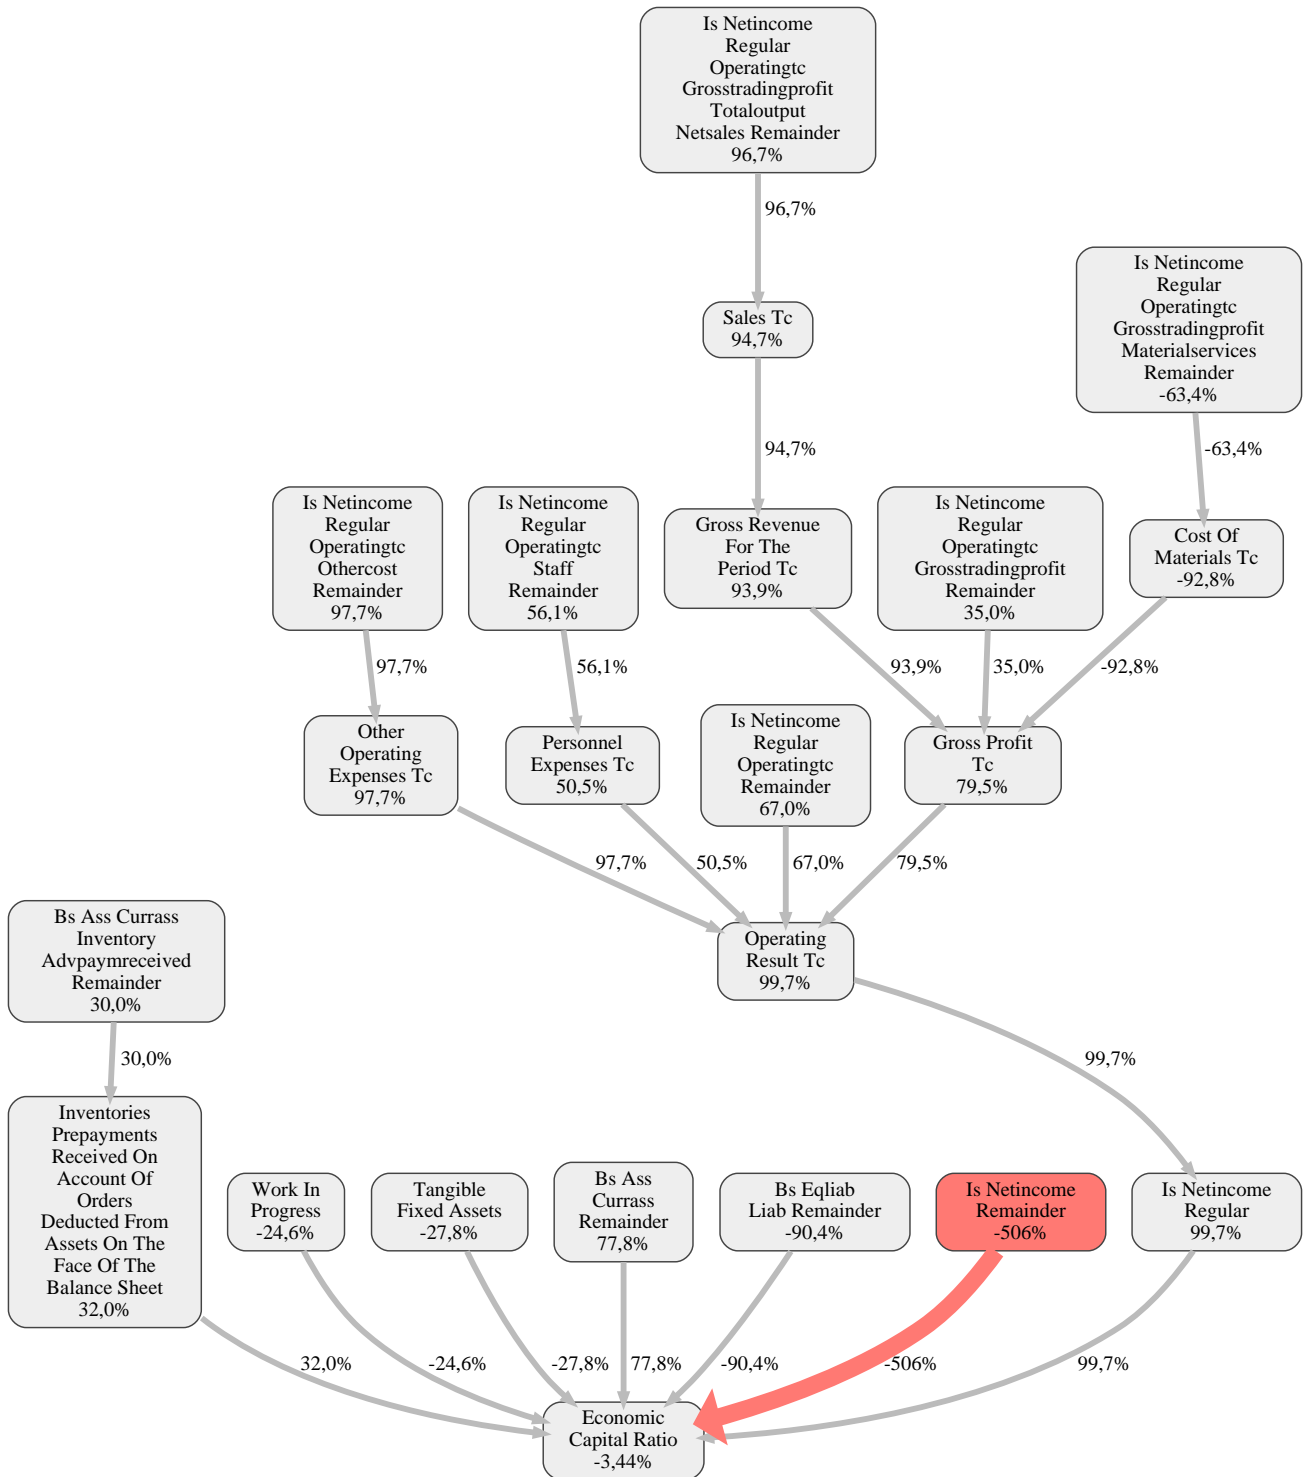 Is Netincome
Regular
Operatingtc
Grosstradingprofit
Totaloutput
Netsales Remainder
96,7%
96,7%
Is Netincome
Regular
Operatingtc
Grosstradingprofit
Materialservices
Remainder
-63,4%
Sales Tc
94,7%
94,7%
-63,4%
Is Netincome
Regular
Operatingtc
Othercost
Remainder
97,7%
Is Netincome
Regular
Operatingtc
Staff
Remainder
56,1%
Gross Revenue
For The
Period Tc
93,9%
Is Netincome
Regular
Operatingtc
Grosstradingprofit
Remainder
35,0%
Cost Of
Materials Tc
-92,8%
97,7%
56,1%
93,9%
35,0%
-92,8%
Other
Operating
Expenses Tc
97,7%
Personnel
Expenses Tc
50,5%
Is Netincome
Regular
Operatingtc
Remainder
67,0%
Gross Profit
Tc
79,5%
97,7%
50,5%
67,0%
79,5%
Bs Ass Currass
Inventory
Advpaymreceived
Remainder
30,0%
Operating
Result Tc
99,7%
30,0%
99,7%
Inventories
Prepayments
Received On
Account Of
Orders
Deducted From
Assets On The
Face Of The
Balance Sheet
32,0%
Work In
Progress
-24,6%
Tangible
Fixed Assets
-27,8%
Bs Ass
Currass
Remainder
77,8%
Bs Eqliab
Liab Remainder
-90,4%
Is Netincome
Remainder
-506%
Is Netincome
Regular
99,7%
32,0%
-24,6%
-27,8%
77,8%
-90,4%
-506%
99,7%
Economic
Capital Ratio
-3,44%